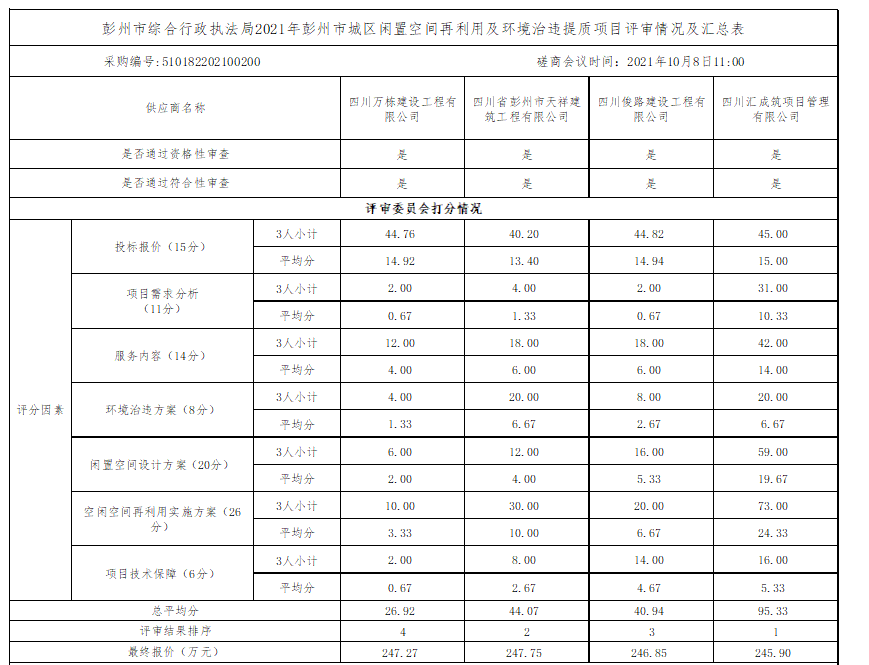 彭州市综合行政执法局2021年彭州市城区闲置空间再利用及环境治违提质项目评审情况及汇总表
采购编号:510182202100200 磋商会议时间：2021年10月8日11:00
供应商名称 四川万栋建设工程有限公司 四川省彭州市天祥建筑工程有限公司 四川俊路建设工程有限公司 四川汇成筑项目管理有限公司
是否通过资格性审查 是 是 是 是
是否通过符合性审查 是 是 是 是
评审委员会打分情况
评分因素
投标报价（15分） 3人小计 44.76 40.20 44.82 45.00
平均分 14.92 13.40 14.94 15.00
项目需求分析（11分） 3人小计 2.00 4.00 2.00 31.00
平均分 0.67 1.33 0.67 10.33
服务内容（14分） 3人小计 12.00 18.00 18.00 42.00
平均分 4.00 6.00 6.00 14.00
环境治违方案（8分） 3人小计 4.00 20.00 8.00 20.00
平均分 1.33 6.67 2.67 6.67
闲置空间设计方案（20分） 3人小计 6.00 12.00 16.00 59.00
平均分 2.00 4.00 5.33 19.67
空闲空间再利用实施方案（26分） 3人小计 10.00 30.00 20.00 73.00
平均分 3.33 10.00 6.67 24.33
项目技术保障（6分） 3人小计 2.00 8.00 14.00 16.00
平均分 0.67 2.67 4.67 5.33
总平均分 26.92 44.07 40.94 95.33
评审结果排序 4 2 3 1
最终报价（万元） 247.27 247.75 246.85 245.90